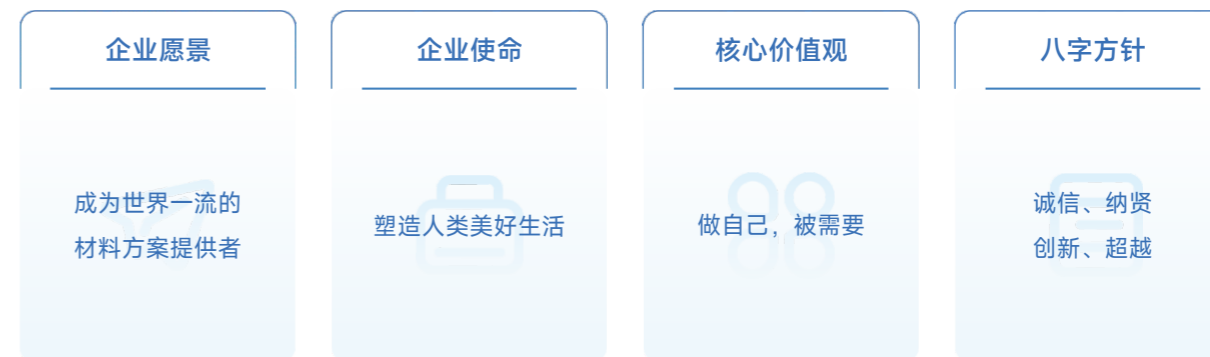 企业愿景
成为世界一流的
材料方案提供者
企业使命
塑造人类美好生活
核心价值观
做自己，被需要
八字方针
诚信、纳贤
创新、超越